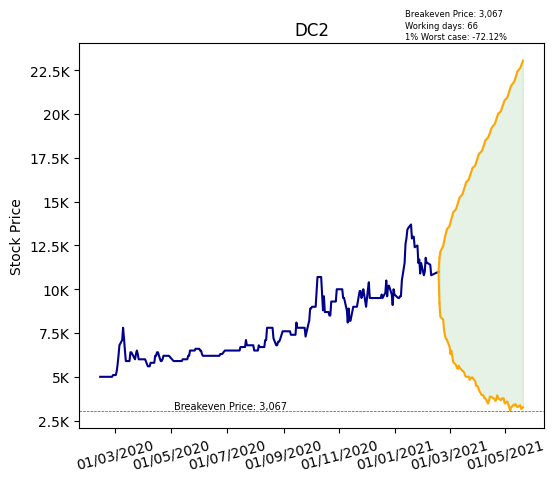 Breakeven Price: 3,067
Working days: 66
1% Worst case: -72.12%
DC2
Stock Price
22.5K
20K
17.5K
15K
12.5K
10K
7.5K
5K
2.5K
Breakeven Price: 3,067
01/03/2020
01/05/2020
01/07/2020
01/09/2020
01/11/2020
01/01/2021
01/03/2021
01/05/2021